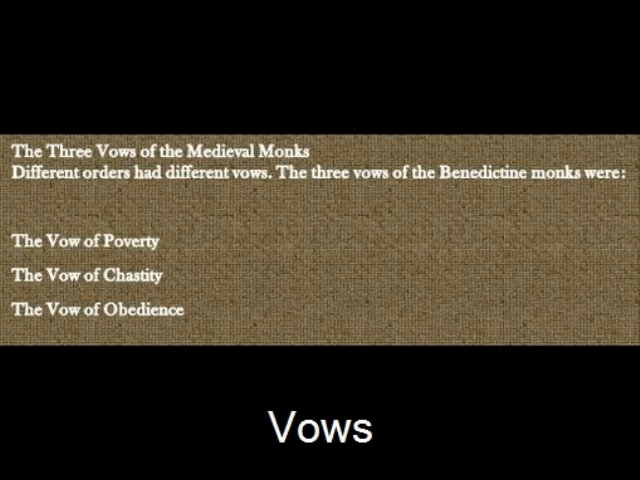 The Three Vows of the Medieval Monks
Different orders had different vows. The three vows of the Benedictine monks were:
The Vow of Poverty
The Vow of Chastity
The Vow of Obedience
Vows